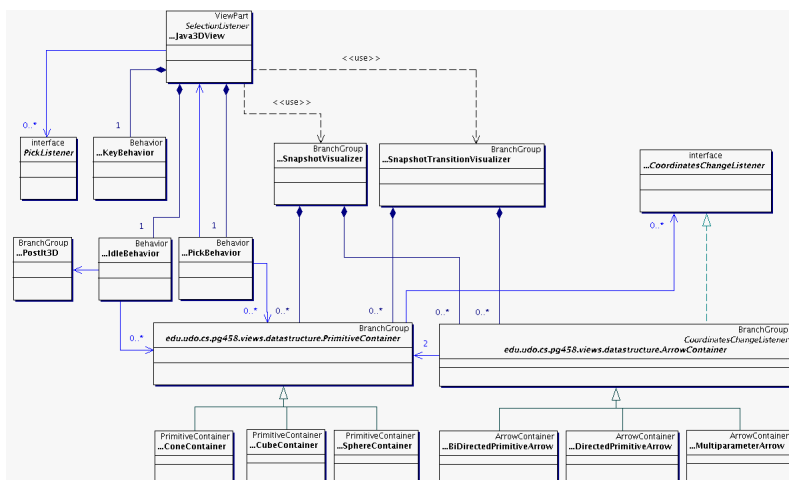 ViewPart
SelectionListener
...Java3DView
<<use>>
<<use>>
0..*
1
interface
PickListener
Behavior
...KeyBehavior
BranchGroup
...SnapshotVisualizer
BranchGroup
...SnapshotTransitionVisualizer
interface
...CoordinatesChangeListener
1
1
0..*
BranchGroup
...PostIt3D
Behavior
...IdleBehavior
Behavior
...PickBehavior
0..*
0..*
0..*
0..*
0..*
0..*
BranchGroup
edu.udo.cs.pg458.views.datastructure.PrimitiveContainer
2
BranchGroup
CoordinatesChangeListener
edu.udo.cs.pg458.views.datastructure.ArrowContainer
PrimitiveContainer
...ConeContainer
PrimitiveContainer
...CubeContainer
PrimitiveContainer
...SphereContainer
ArrowContainer
...BiDirectedPrimitiveArrow
ArrowContainer
...DirectedPrimitiveArrow
ArrowContainer
...MultiparameterArrow